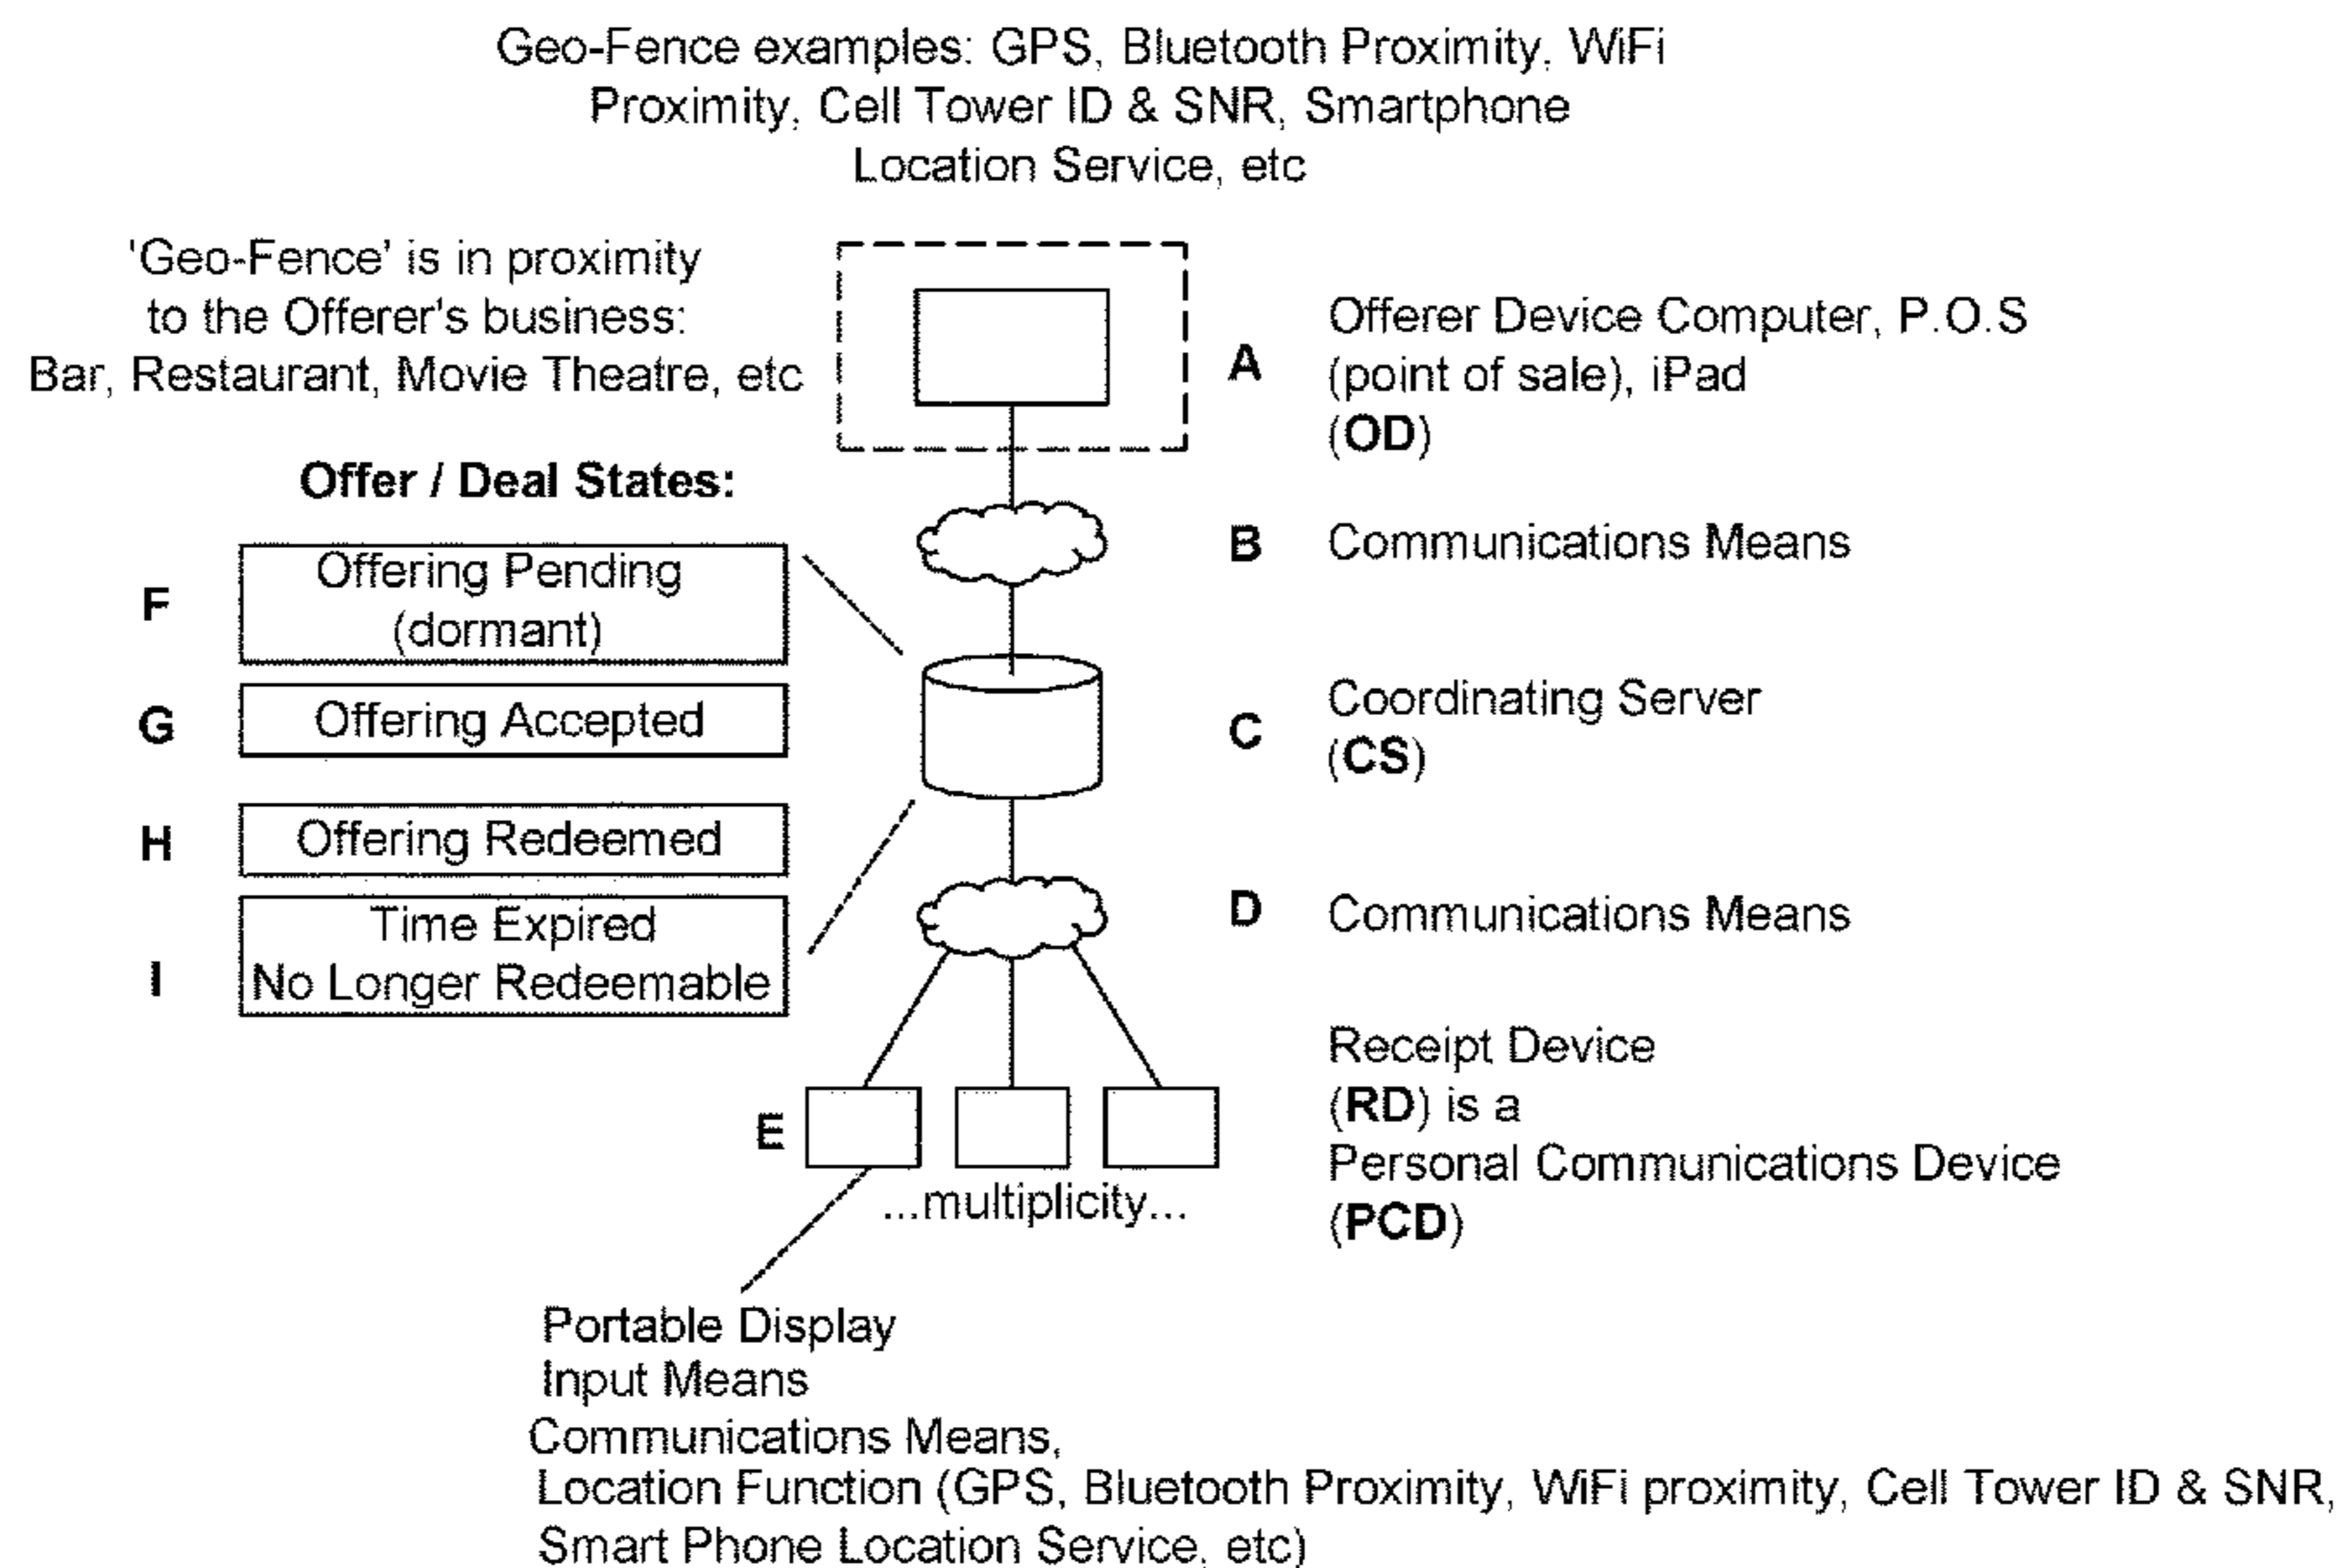 Geo-Fence examples: GPS, Bluetooth Proximity, WiFi
Proximity, Cell Tower ID & SNR, Smartphone
Location Service, etc
'Geo-Fence' is in proximity
to the Offerer's business:
Bar, Restaurant, Movie Theatre, etc
A
Offerer Device Computer, P.O.S
(point of sale), iPad
(OD)
Offer / Deal States:
B
Communications Means
F
Offering Pending
(dormant)
G
Offering Accepted
C
Coordinating Server
(CS)
H
Offering Redeemed
I
Time Expired
No Longer Redeemable
D
Communications Means
E
...multiplicity...
Receipt Device
(RD) is a
Personal Communications Device
(PCD)
Portable Display
Input Means
Communications Means,
Location Function (GPS, Bluetooth Proximity, WiFi proximity, Cell Tower ID & SNR,
Smart Phone Location Service, etc)